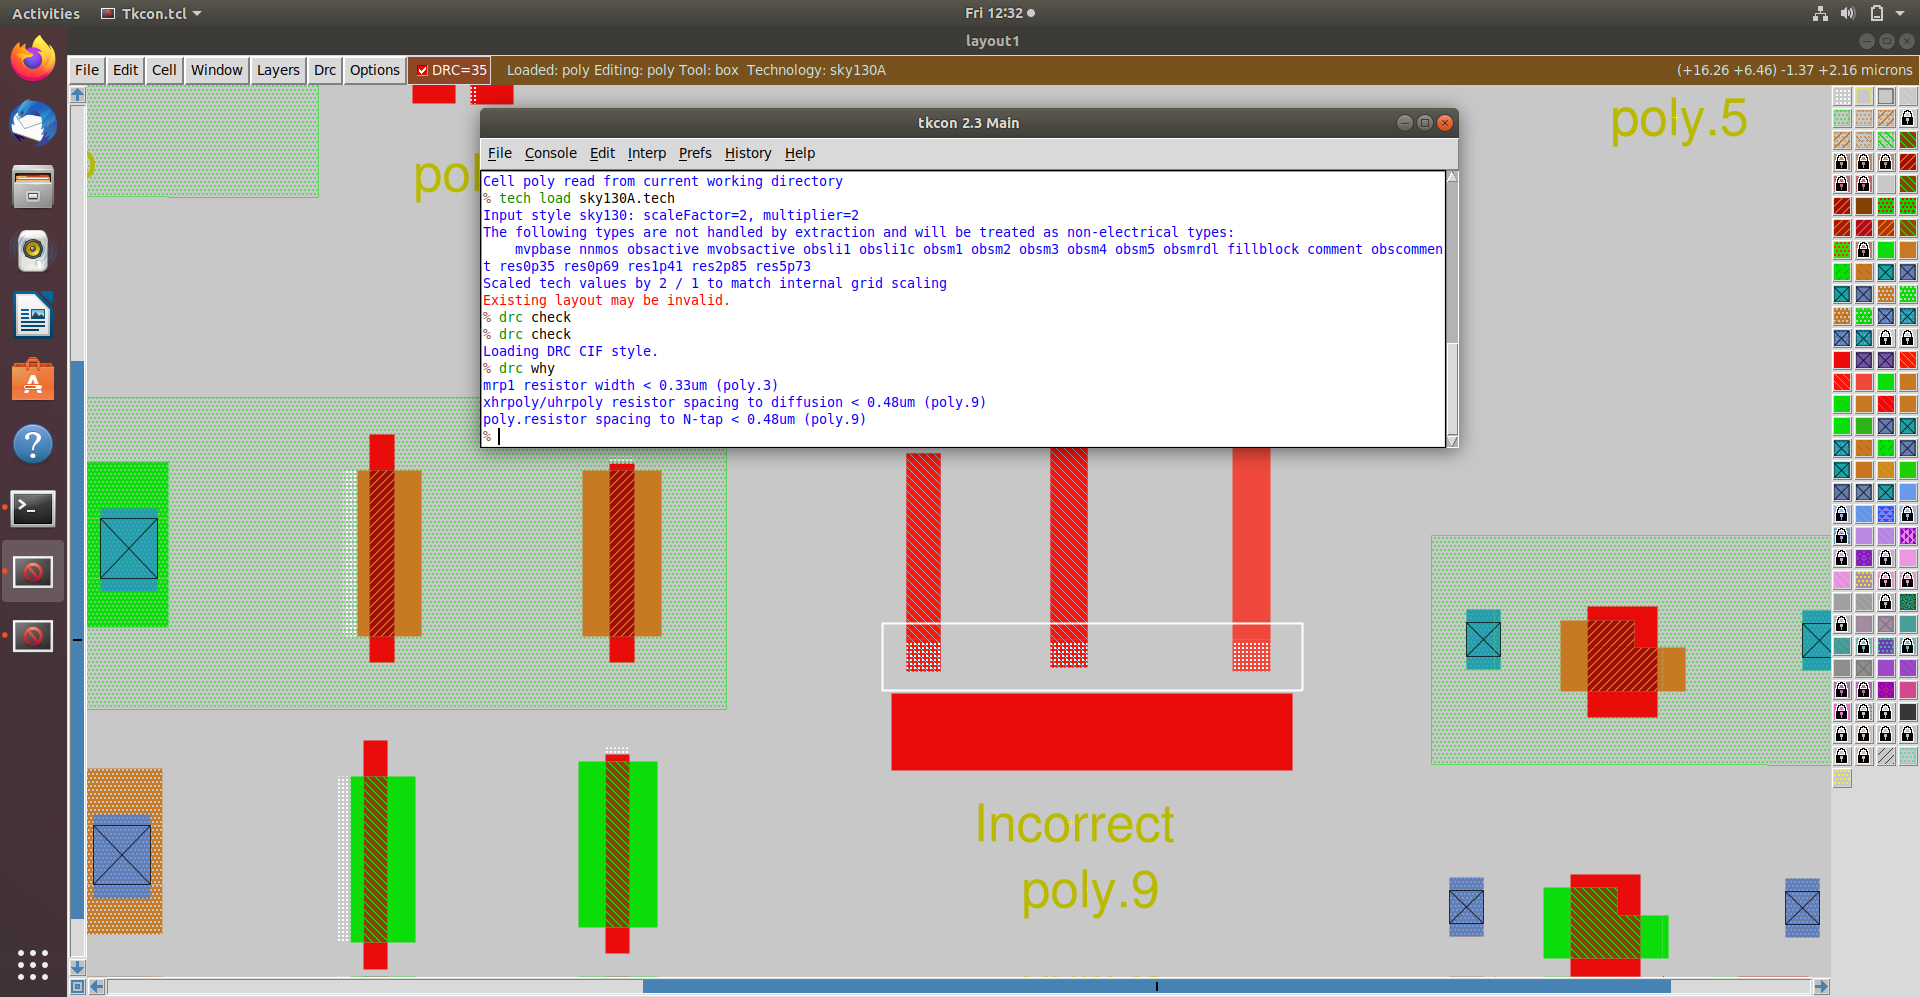 Activities Tkcon.tcl Fri 12:32
layout1
File Edit Cell Window Layers Drc Options DRC=35 Loaded: poly Editing: poly Tool: box Technology: sky130A (+16.26 +6.46) -1.37 +2.16 microns
poly.5
tkcon 2.3 Main
File Console Edit Interp Prefs History Help
Cell poly read from current working directory
% tech load sky130A.tech
Input style sky130: scaleFactor=2, multiplier=2
The following types are not handled by extraction and will be treated as non-electrical types:
mvpbase nnmos obsactive mvobsactive obsli1 obsli1c obsm1 obsm2 obsm3 obsm4 obsm5 obsmrdl fillblock comment obscommen
t res0p35 res0p69 res1p41 res2p85 res5p73
Scaled tech values by 2 / 1 to match internal grid scaling
Existing layout may be invalid.
% drc check
% drc check
Loading DRC CIF style.
% drc why
mrp1 resistor width < 0.33um (poly.3)
xhrpoly/uhrpoly resistor spacing to diffusion < 0.48um (poly.9)
poly.resistor spacing to N-tap < 0.48um (poly.9)
%
Incorrect
poly.9